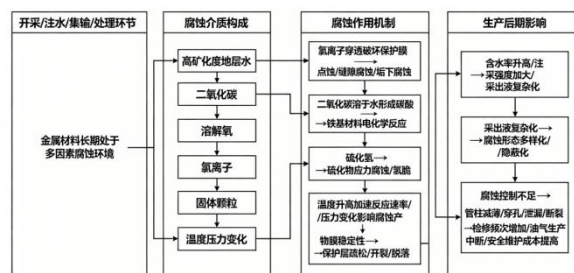 开采/注水/集输/处理环节
金属材料长期处于
多因素腐蚀环境
腐蚀介质构成
高矿化度地层水
二氧化碳
溶解氧
氯离子
固体颗粒
温度压力变化
腐蚀作用机制
氯离子穿透破坏保护膜
点蚀/缝隙腐蚀/垢下腐蚀
二氧化碳溶于水形成碳酸
→铁基材料电化学反应
硫化氢
→硫化物应力腐蚀/氢脆
温度升高加速反应速率/
/压力变化影响腐蚀产
物膜稳定性→
→保护层疏松/开裂/脱落
生产后期影响
含水率升高/注
→采强度加大/
采出液复杂化
采出液复杂化→
→腐蚀形态多样化/
/隐蔽化
腐蚀控制不足→
管柱减薄/穿孔/泄漏/断裂
→检修频次增加/油气生产
中断/安全维护成本提高